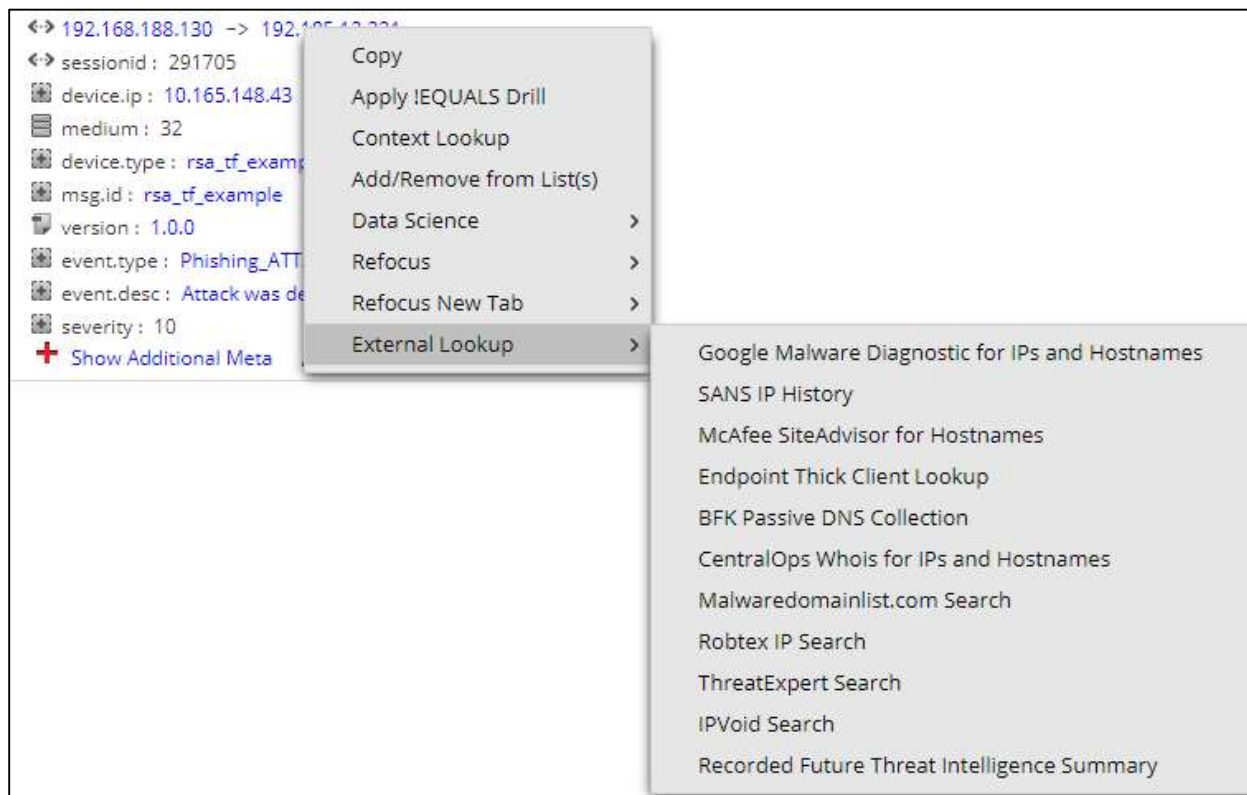 192.168.188.130 -> 192.185.12.221
sessionid : 291705
device.ip : 10.165.148.43
medium : 32
device.type : rsa_tf_examp
msg.id : rsa_tf_example
version : 1.0.0
event.type : Phishing_ATT
event.desc : Attack was de
severity : 10
Show Additional Meta
Copy
Apply !EQUALS Drill
Context Lookup
Add/Remove from List(s)
Data Science
Refocus
Refocus New Tab
External Lookup
Google Malware Diagnostic for IPs and Hostnames
SANS IP History
McAfee SiteAdvisor for Hostnames
Endpoint Thick Client Lookup
BFK Passive DNS Collection
CentralOps Whois for IPs and Hostnames
Malwaredomainlist.com Search
Robtex IP Search
ThreatExpert Search
IPVoid Search
Recorded Future Threat Intelligence Summary